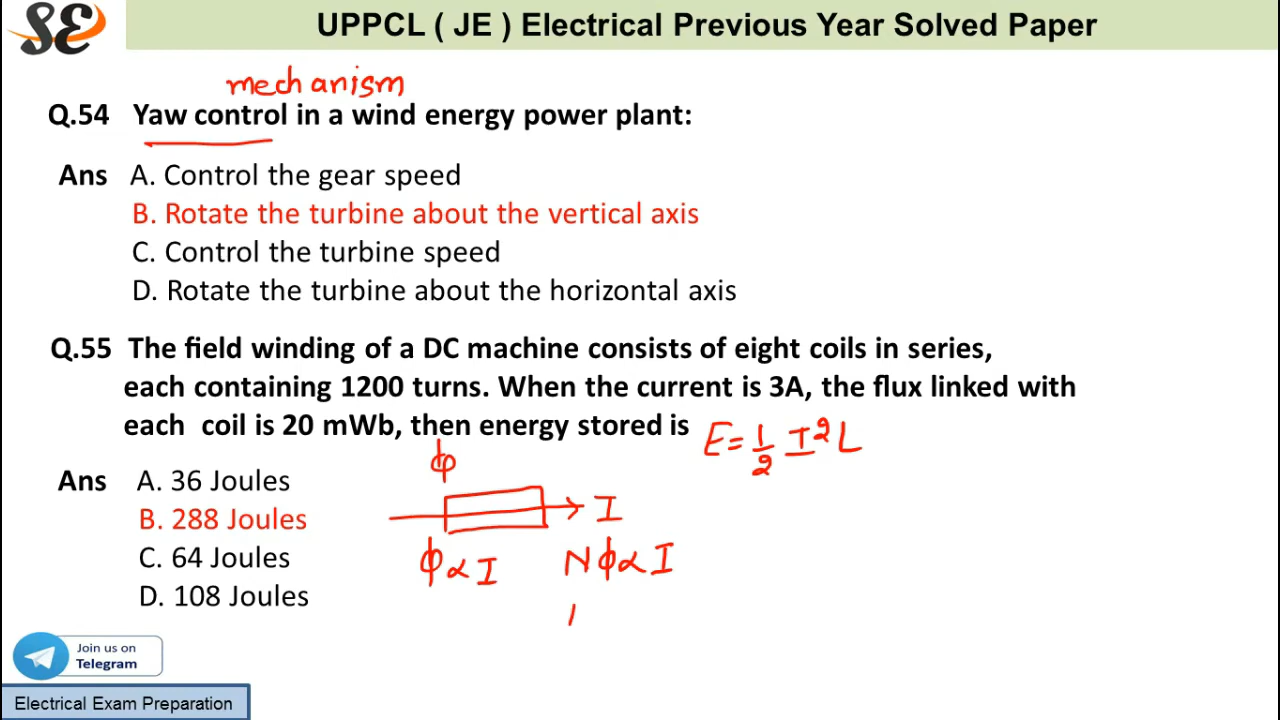 SE
UPPCL ( JE ) Electrical Previous Year Solved Paper
mechanism
Q.54 Yaw control in a wind energy power plant:
Ans A. Control the gear speed
B. Rotate the turbine about the vertical axis
C. Control the turbine speed
D. Rotate the turbine about the horizontal axis
Q.55 The field winding of a DC machine consists of eight coils in series,
each containing 1200 turns. When the current is 3A, the flux linked with
each coil is 20 mWb, then energy stored is
E = 1/2 I² L
Ans A. 36 Joules
B. 288 Joules
C. 64 Joules
D. 108 Joules
ϕ
I
ϕ ∝ I
N ϕ ∝ I
Join us on
Telegram
Electrical Exam Preparation